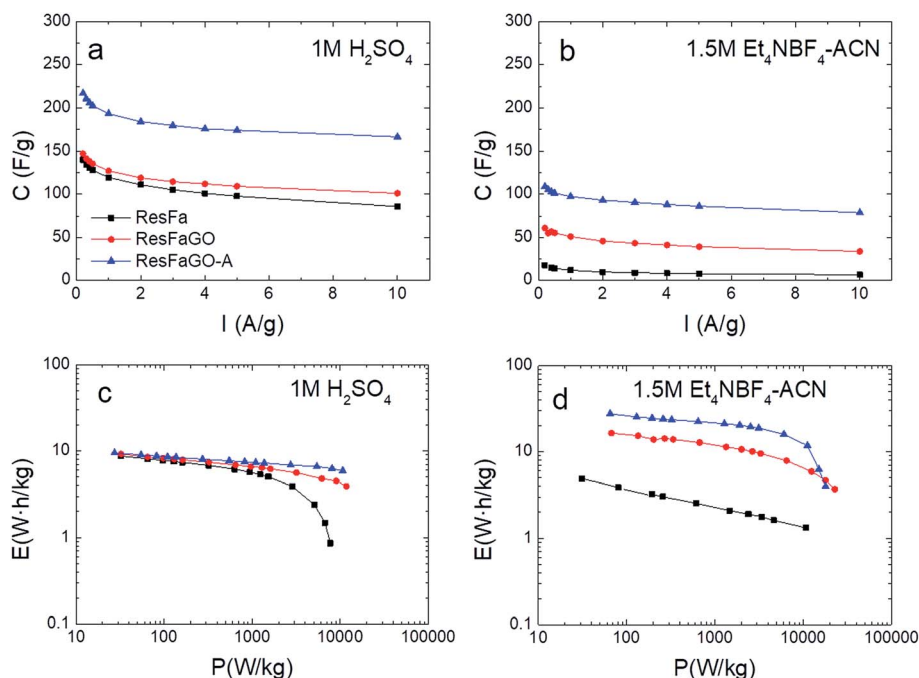 300
250
200
150
100
50
0
C (F/g)
a
1M H₂SO₄
ResFa
ResFaGO
ResFaGO-A
0 2 4 6 8 10
I (A/g)
300
250
200
150
100
50
0
C (F/g)
b
1.5M Et₄NBF₄-ACN
0 2 4 6 8 10
I (A/g)
100
10
1
0.1
E(W·h/kg)
c
1M H₂SO₄
10 100 1000 10000 100000
P(W/kg)
100
10
1
0.1
E(W·h/kg)
d
1.5M Et₄NBF₄-ACN
10 100 1000 10000 100000
P(W/kg)